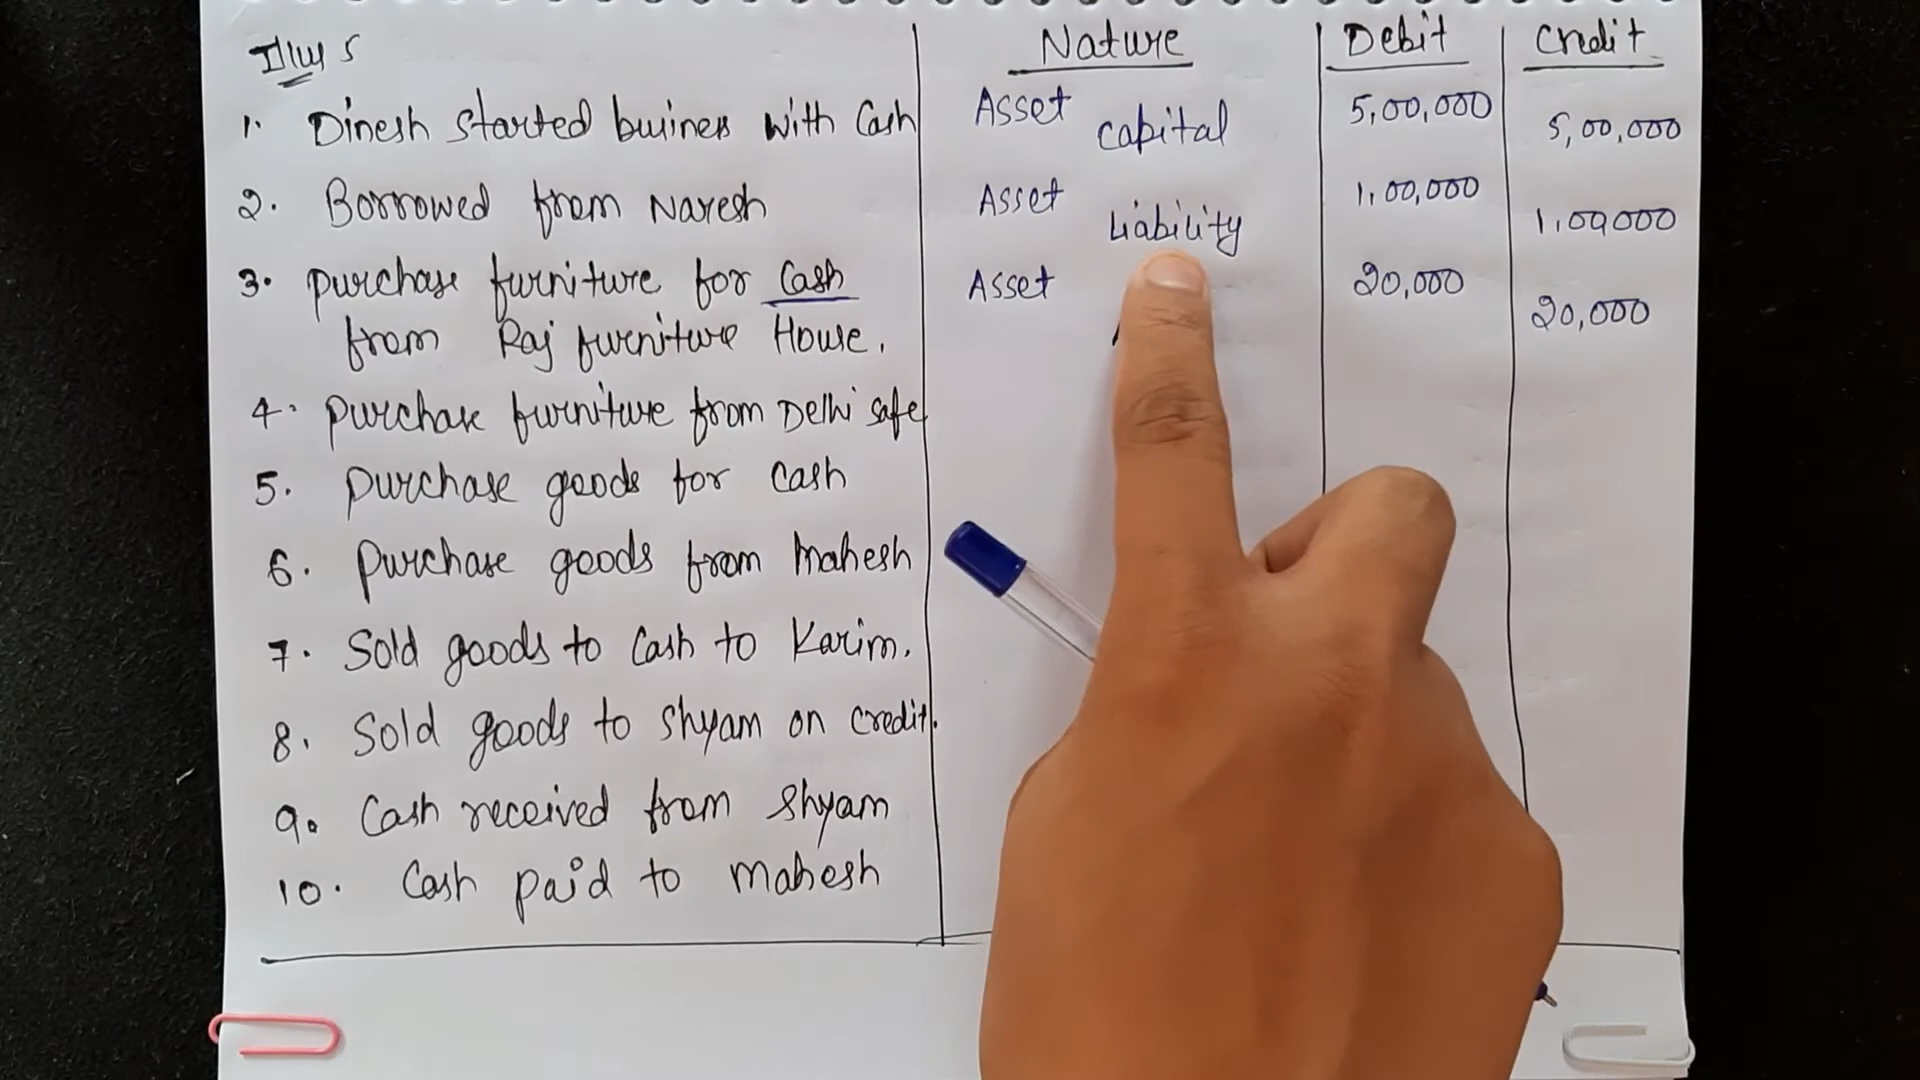 Illus 5 Nature Debit Credit
1. Dinesh started business with Cash Asset 5,00,000
Capital 5,00,000
2. Borrowed from Naresh Asset 1,00,000
Liability 1,00,000
3. purchase furniture for Cash Asset 20,000
from Raj furniture House. 20,000
4. purchase furniture from Delhi safe
5. purchase goods for cash
6. purchase goods from Mahesh
7. Sold goods to Cash to Karim.
8. Sold goods to Shyam on credit.
9. Cash received from Shyam
10. Cash paid to Mahesh